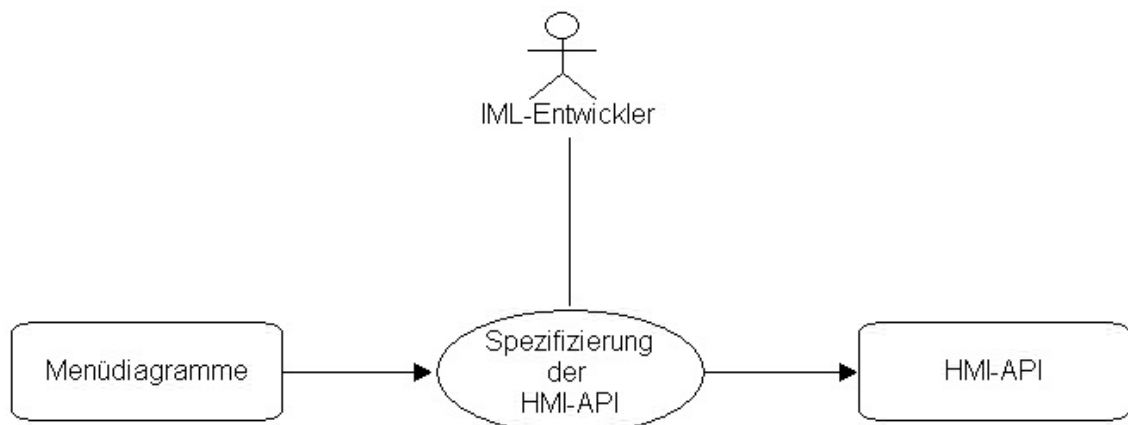 IML-Entwickler
Menüdiagramme
Spezifizierung
der
HMI-API
HMI-API